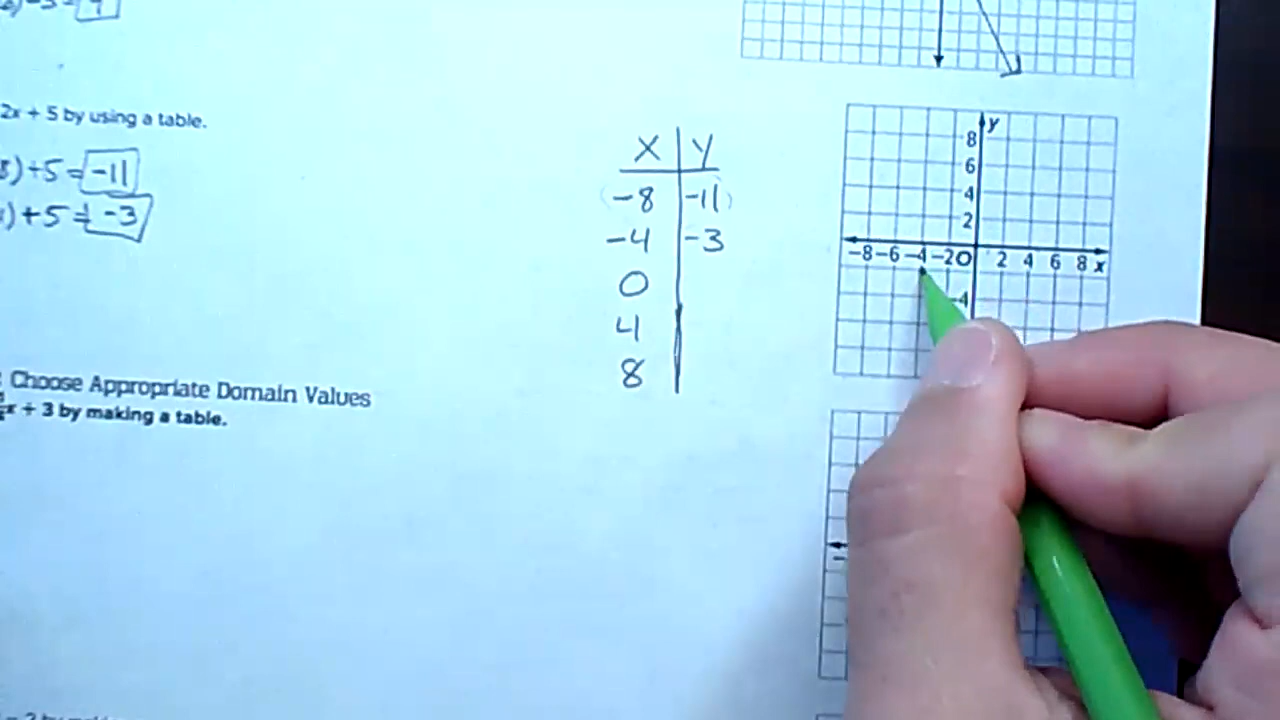 2x + 5 by using a table.
)+5 = -11
)+5 = -3
X Y
-8 -11
-4 -3
0
4
8
y
8
6
4
2
-8 -6 -4 -2 O 2 4 6 8 x
-4
Choose Appropriate Domain Values
x + 3 by making a table.